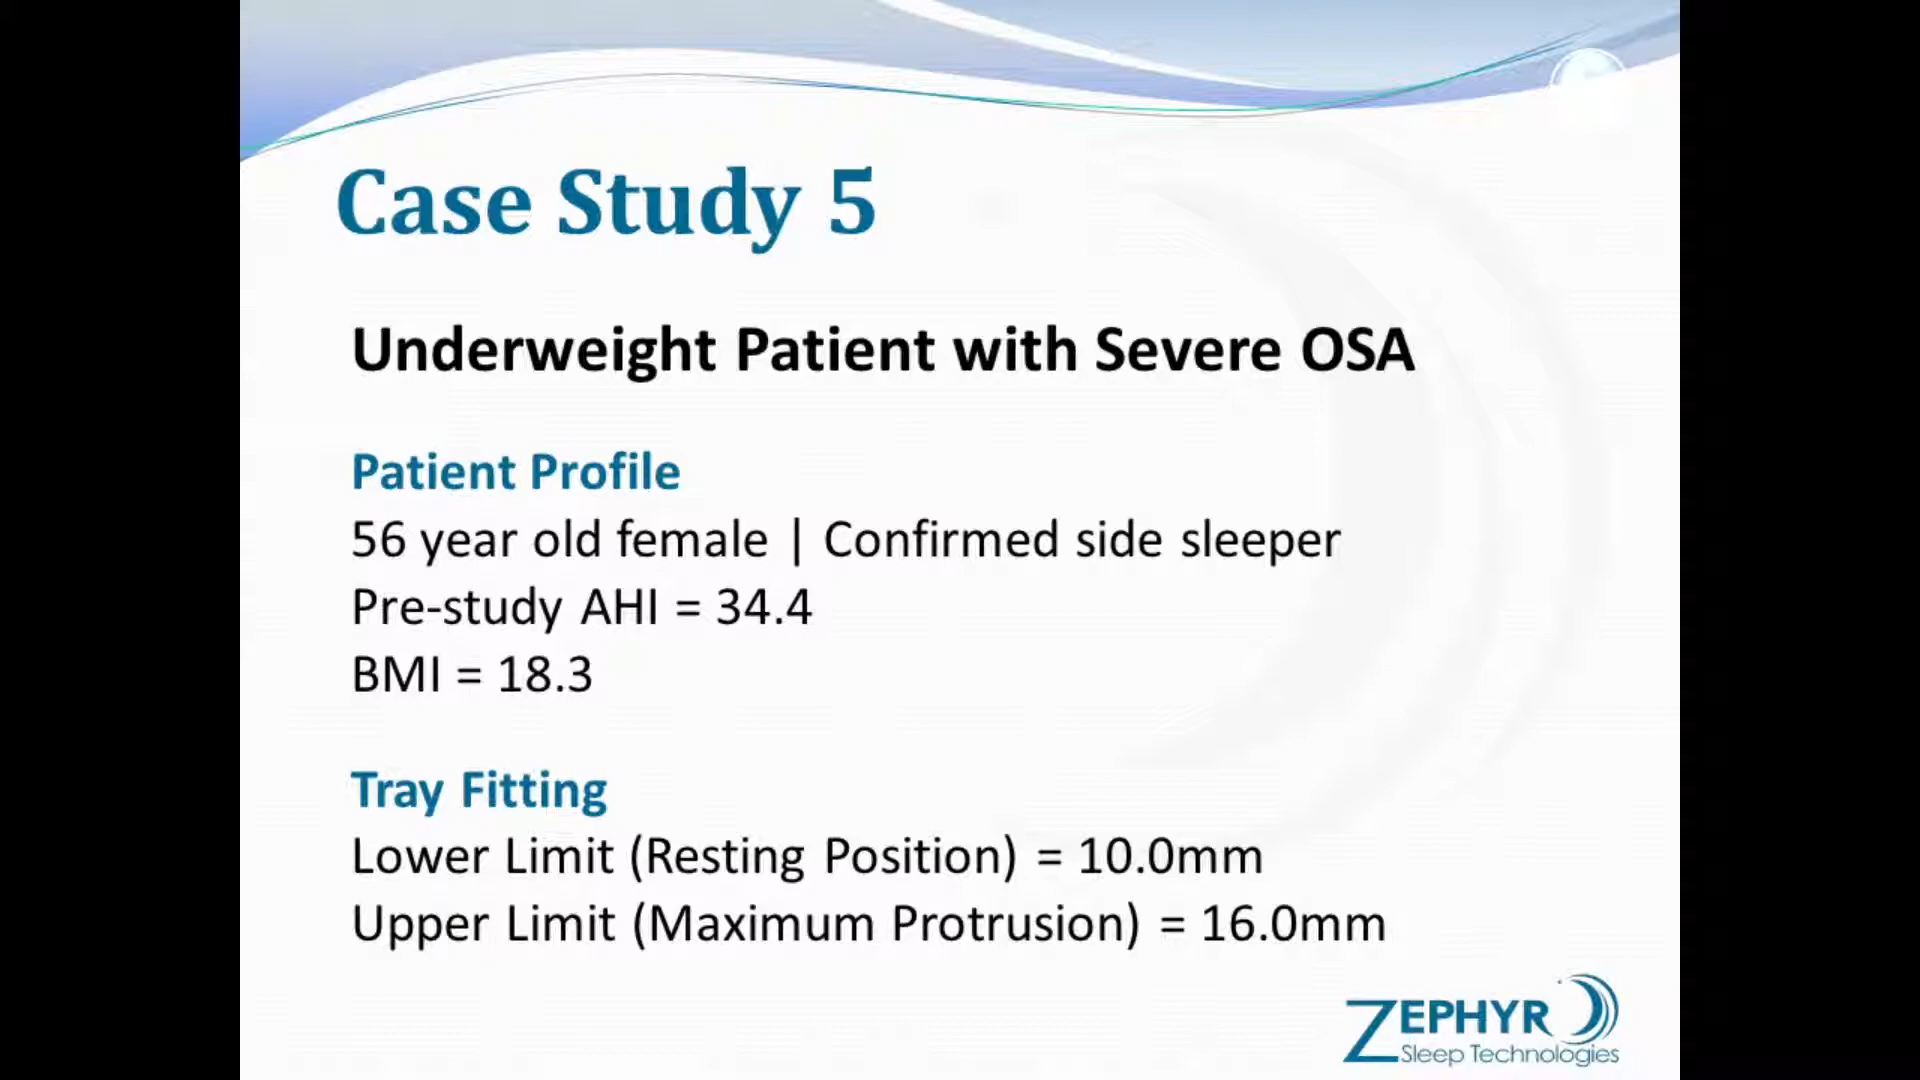 Case Study 5
Underweight Patient with Severe OSA
Patient Profile
56 year old female | Confirmed side sleeper
Pre-study AHI = 34.4
BMI = 18.3
Tray Fitting
Lower Limit (Resting Position) = 10.0mm
Upper Limit (Maximum Protrusion) = 16.0mm
ZEPHYR
Sleep Technologies